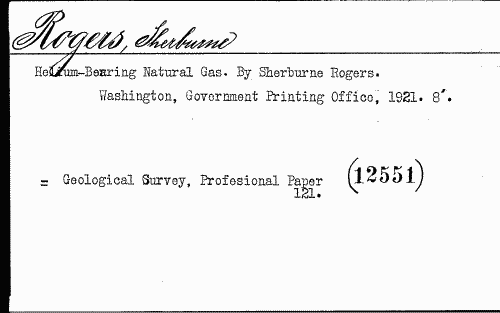 Rogers, Sherburne
Helium-Bearing Natural Gas. By Sherburne Rogers.
Washington, Government Printing Office, 1921. 8'.
= Geological Survey, Profesional Paper (12551)
121.